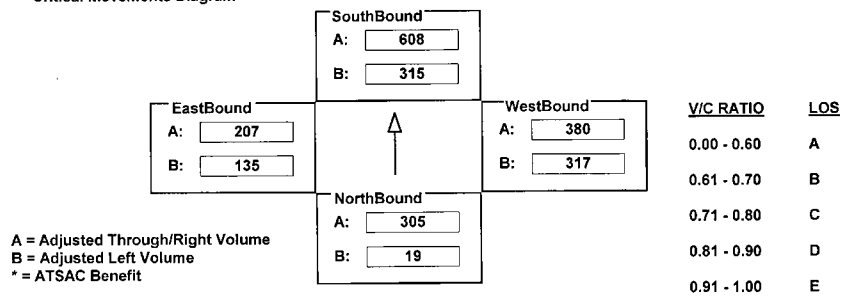 Critical Movements Diagram
SouthBound
A: 608
B: 315
EastBound
A: 207
B: 135
WestBound
A: 380
B: 317
NorthBound
A: 305
B: 19
A = Adjusted Through/Right Volume
B = Adjusted Left Volume
* = ATSAC Benefit
V/C RATIO LOS
0.00 - 0.60 A
0.61 - 0.70 B
0.71 - 0.80 C
0.81 - 0.90 D
0.91 - 1.00 E